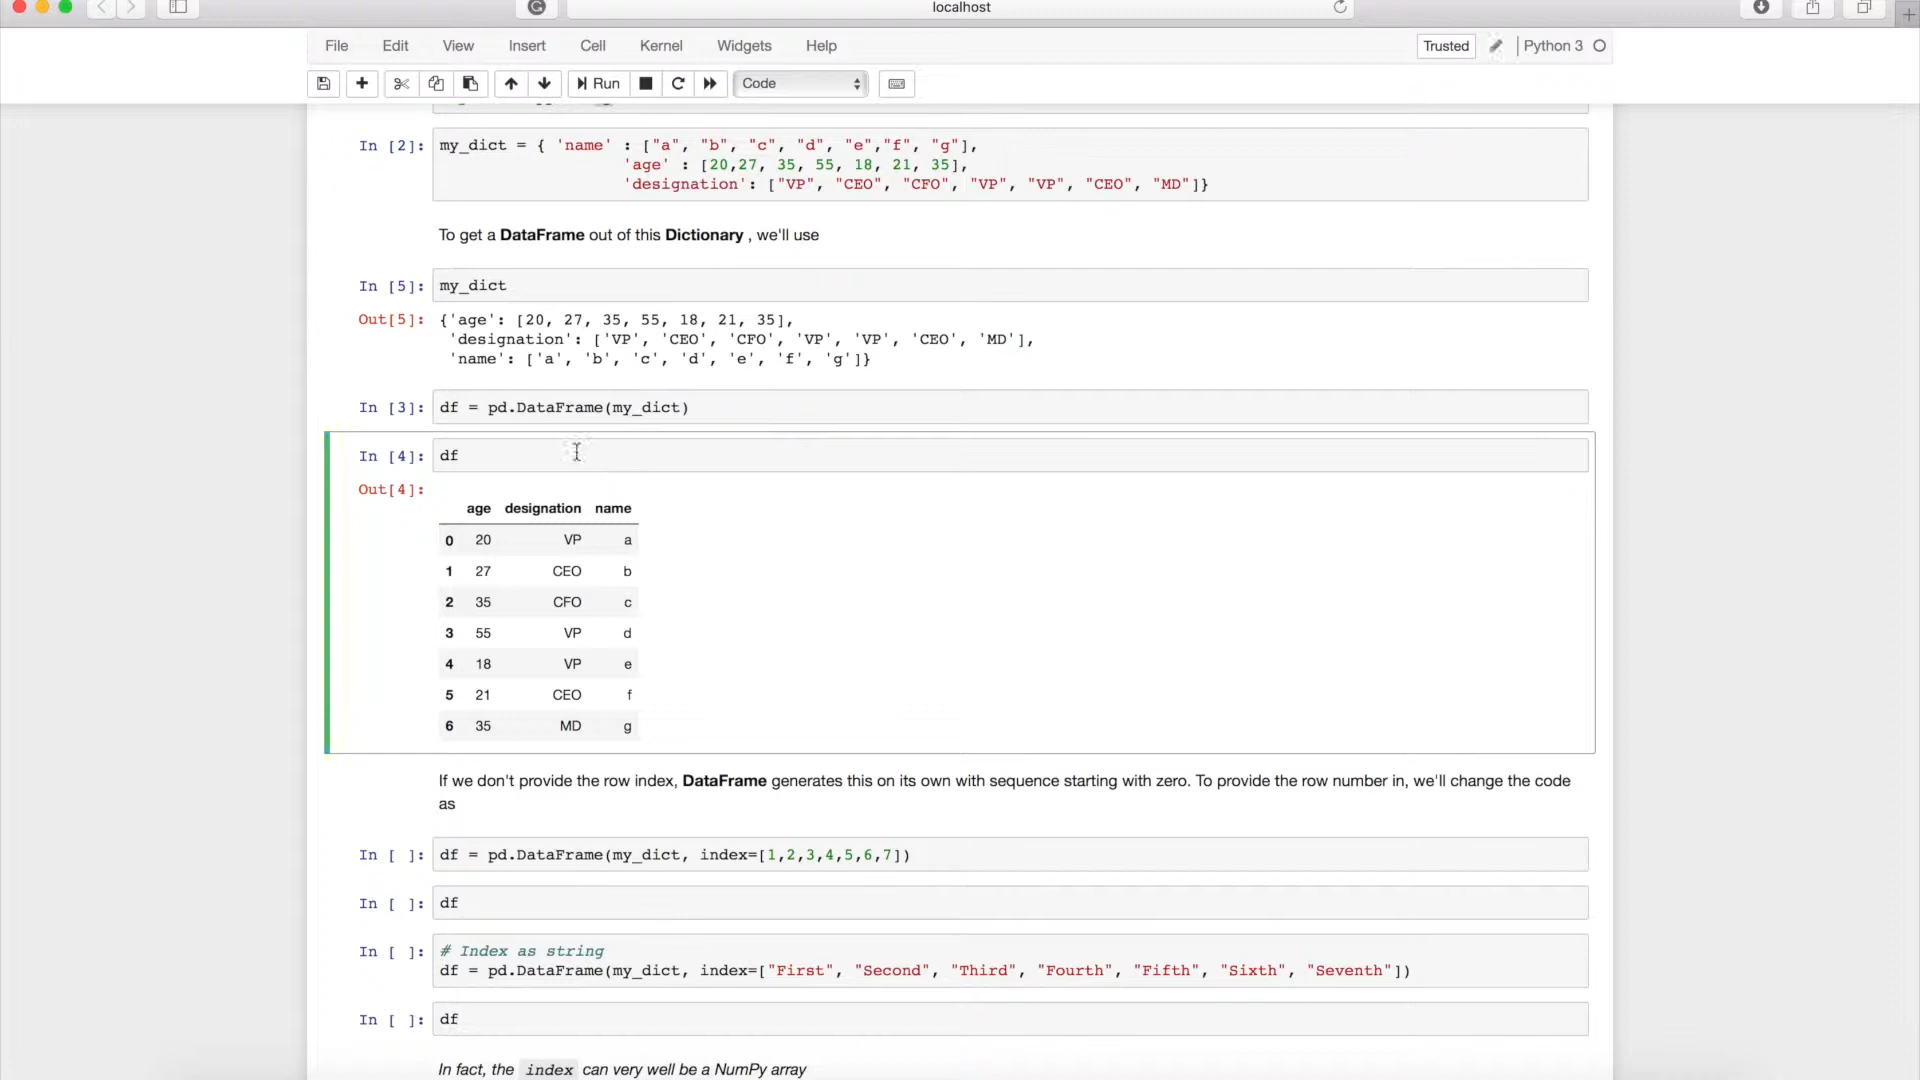 localhost
File Edit View Insert Cell Kernel Widgets Help Trusted Python 3
Run Code
In [2]: my_dict = { 'name' : ["a", "b", "c", "d", "e","f", "g"],
'age' : [20,27, 35, 55, 18, 21, 35],
'designation': ["VP", "CEO", "CFO", "VP", "VP", "CEO", "MD"]}
To get a DataFrame out of this Dictionary , we'll use
In [5]: my_dict
Out[5]: {'age': [20, 27, 35, 55, 18, 21, 35],
'designation': ['VP', 'CEO', 'CFO', 'VP', 'VP', 'CEO', 'MD'],
'name': ['a', 'b', 'c', 'd', 'e', 'f', 'g']}
In [3]: df = pd.DataFrame(my_dict)
In [4]: df
Out[4]:
age designation name
0 20 VP a
1 27 CEO b
2 35 CFO c
3 55 VP d
4 18 VP e
5 21 CEO f
6 35 MD g
If we don't provide the row index, DataFrame generates this on its own with sequence starting with zero. To provide the row number in, we'll change the code
as
In [ ]: df = pd.DataFrame(my_dict, index=[1,2,3,4,5,6,7])
In [ ]: df
In [ ]: # Index as string
df = pd.DataFrame(my_dict, index=["First", "Second", "Third", "Fourth", "Fifth", "Sixth", "Seventh"])
In [ ]: df
In fact, the index can very well be a NumPy array